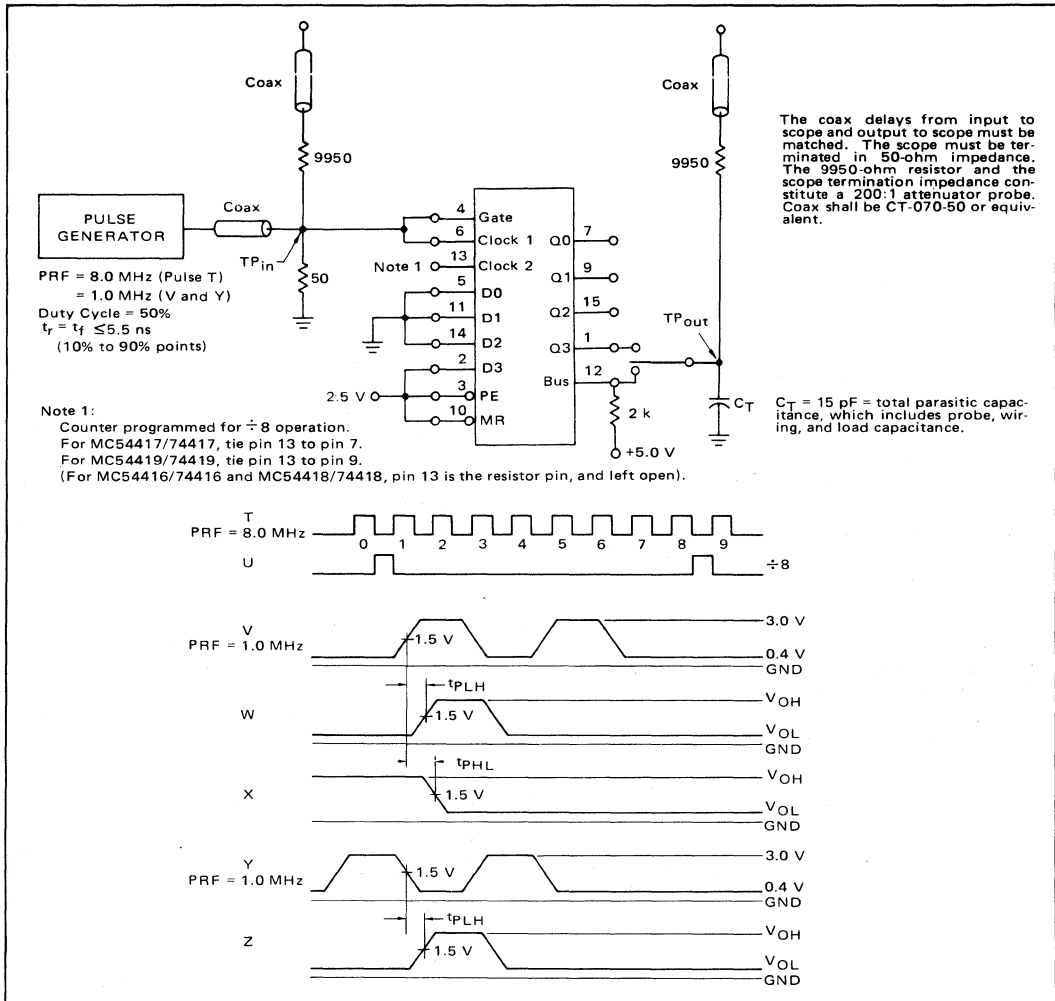 Coax
Coax
The coax delays from input to
scope and output to scope must be
matched. The scope must be ter-
minated in 50-ohm impedance.
The 9950-ohm resistor and the
scope termination impedance con-
stitute a 200:1 attenuator probe.
Coax shall be CT-070-50 or equiv-
alent.
9950
9950
PULSE
GENERATOR
Coax
TPin
50
PRF = 8.0 MHz (Pulse T)
= 1.0 MHz (V and Y)
Duty Cycle = 50%
tr = tf ≤5.5 ns
(10% to 90% points)
4 Gate
6 Clock 1
Note 1 13 Clock 2
5 D0
11 D1
14 D2
2 D3
2.5 V 3 PE
10 MR
Q0 7
Q1 9
Q2 15
Q3 1
Bus 12
TPout
2 k
+5.0 V
CT
CT = 15 pF = total parasitic capac-
itance, which includes probe, wir-
ing, and load capacitance.
Note 1:
Counter programmed for ÷8 operation.
For MC54417/74417, tie pin 13 to pin 7.
For MC54419/74419, tie pin 13 to pin 9.
(For MC54416/74416 and MC54418/74418, pin 13 is the resistor pin, and left open).
T
PRF = 8.0 MHz
0 1 2 3 4 5 6 7 8 9
U ÷8
V
PRF = 1.0 MHz
1.5 V
3.0 V
0.4 V
GND
tPLH
W
1.5 V
VOH
VOL
GND
tPHL
X
1.5 V
VOH
VOL
GND
Y
PRF = 1.0 MHz
1.5 V
3.0 V
0.4 V
GND
tPLH
Z
1.5 V
VOH
VOL
GND